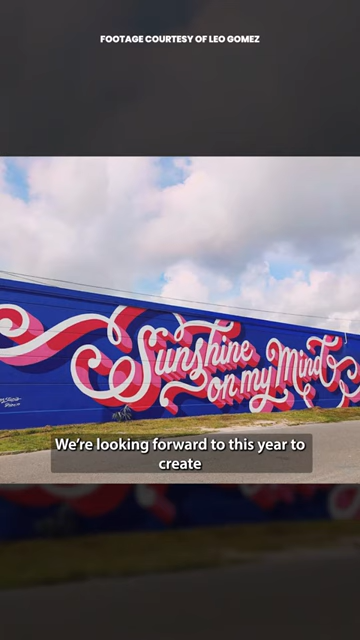 FOOTAGE COURTESY OF LEO GOMEZ
Sunshine
on my Mind
We're looking forward to this year to
create